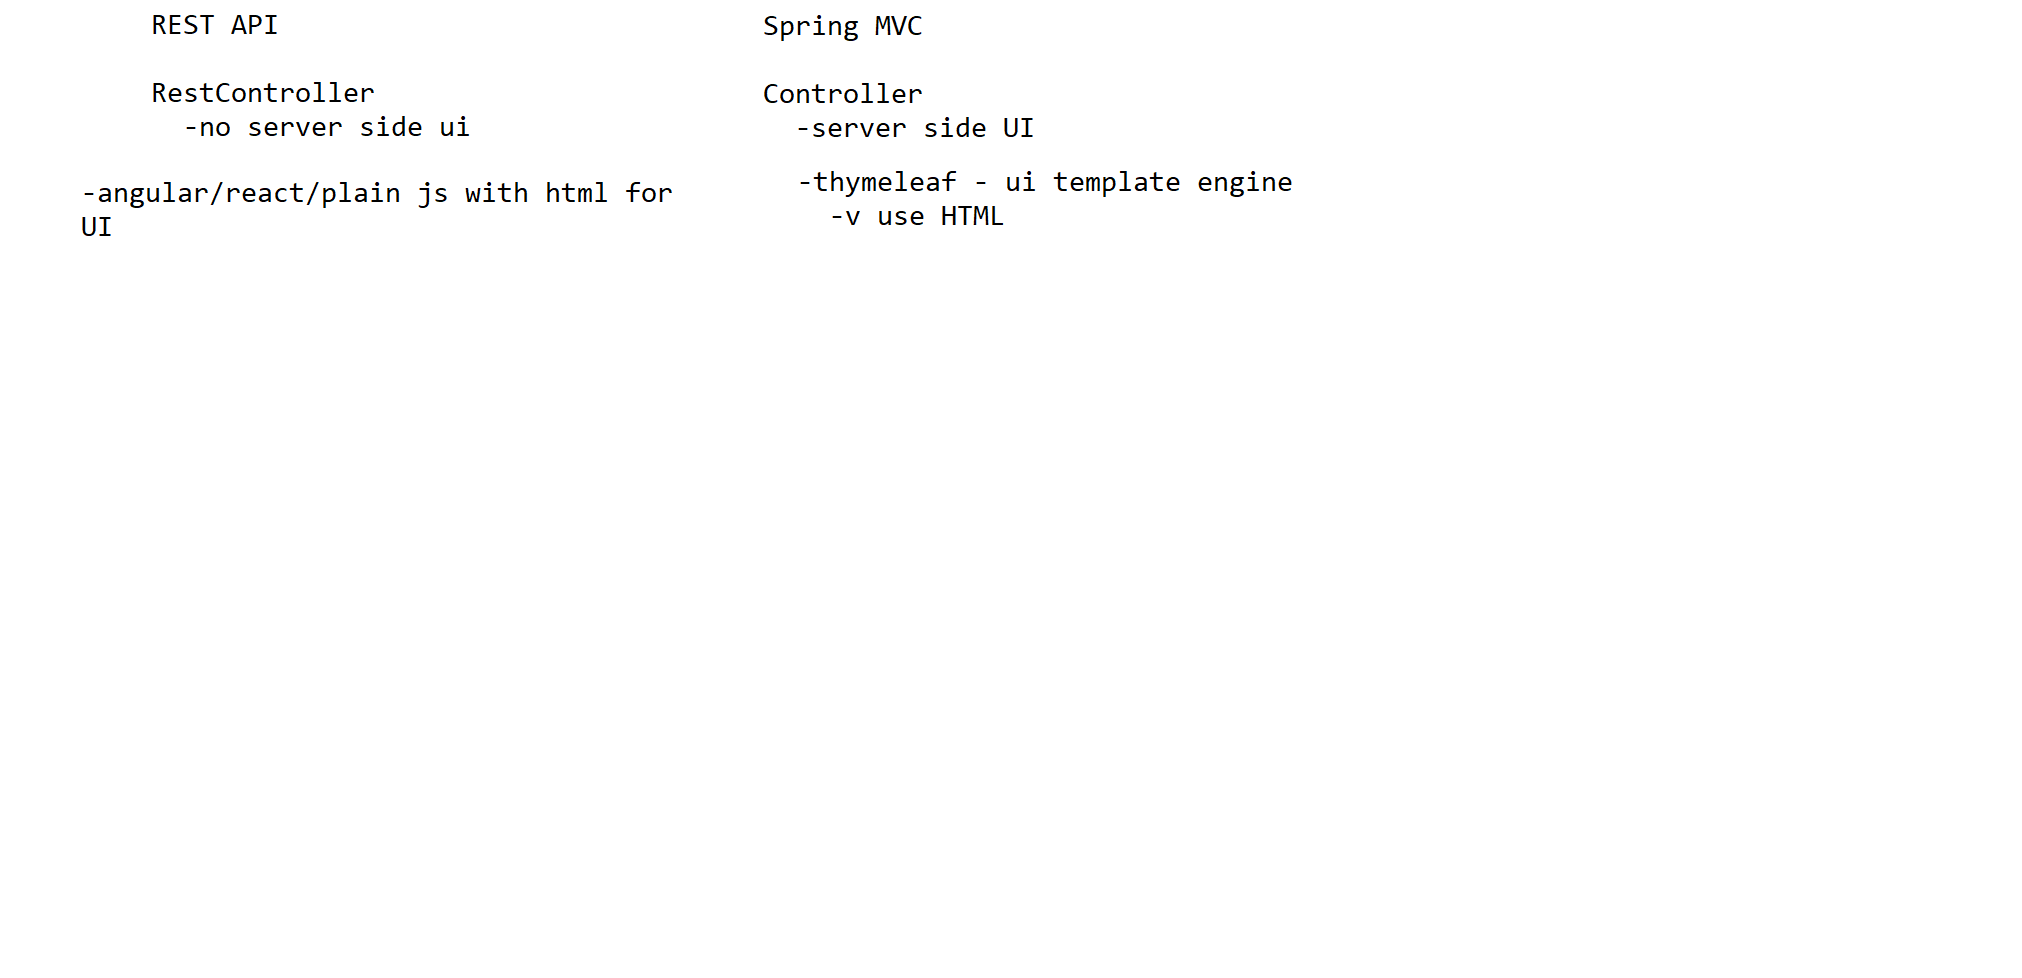 REST API
RestController
-no server side ui
-angular/react/plain js with html for
UI
Spring MVC
Controller
-server side UI
-thymeleaf - ui template engine
-v use HTML